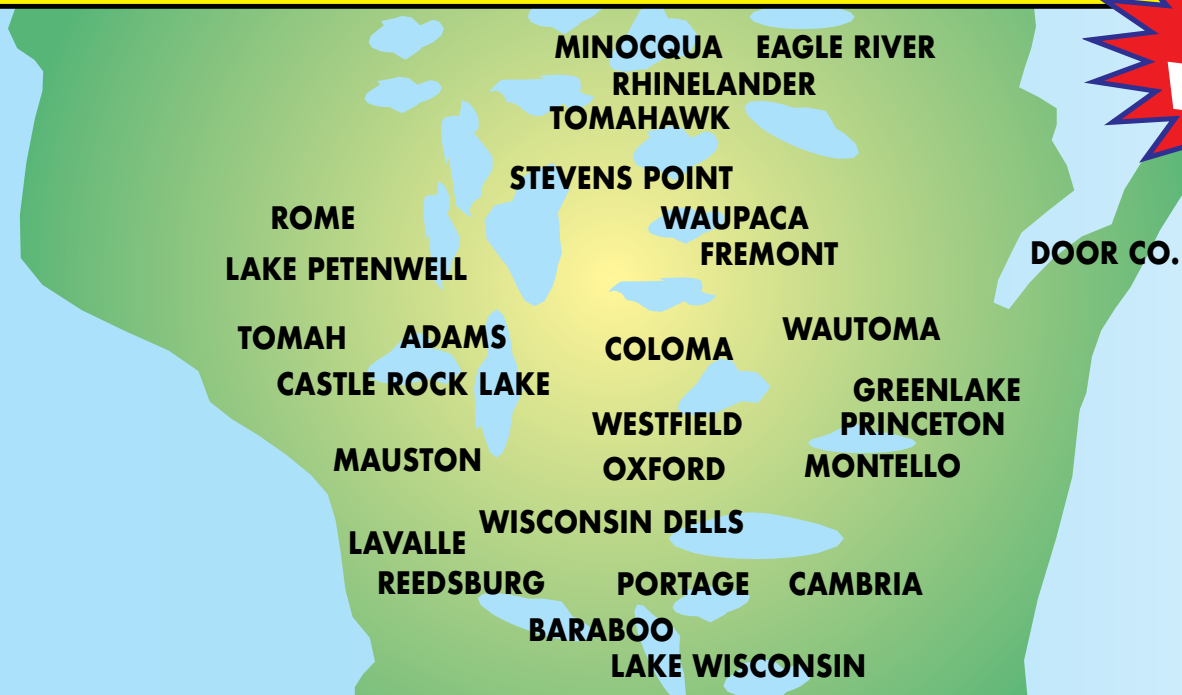 MINOCQUA EAGLE RIVER
RHINELANDER
TOMAHAWK
STEVENS POINT
ROME WAUPACA
FREMONT DOOR CO.
LAKE PETENWELL
TOMAH ADAMS COLOMA WAUTOMA
CASTLE ROCK LAKE GREENLAKE
WESTFIELD PRINCETON
MAUSTON OXFORD MONTELLO
WISCONSIN DELLS
LAVALLE
REEDSBURG PORTAGE CAMBRIA
BARABOO
LAKE WISCONSIN